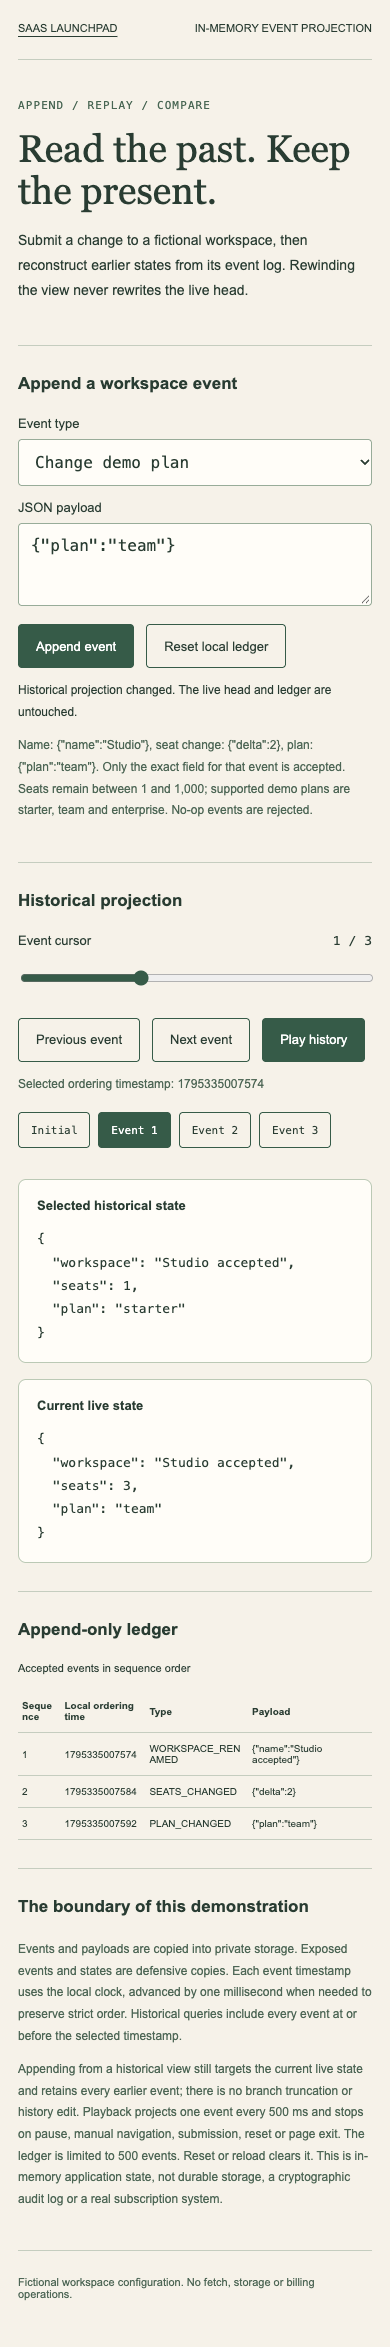 SAAS LAUNCHPAD
IN-MEMORY EVENT PROJECTION
APPEND / REPLAY / COMPARE
Read the past. Keep
the present.
Submit a change to a fictional workspace, then
reconstruct earlier states from its event log. Rewinding
the view never rewrites the live head.
Append a workspace event
Event type
Change demo plan
JSON payload
{"plan":"team"}
Append event
Reset local ledger
Historical projection changed. The live head and ledger are
untouched.
Name: {"name":"Studio"}, seat change: {"delta":2}, plan:
{"plan":"team"}. Only the exact field for that event is accepted.
Seats remain between 1 and 1,000; supported demo plans are
starter, team and enterprise. No-op events are rejected.
Historical projection
Event cursor
1 / 3
Previous event
Next event
Play history
Selected ordering timestamp: 1795335007574
Initial
Event 1
Event 2
Event 3
Selected historical state
{
"workspace": "Studio accepted",
"seats": 1,
"plan": "starter"
}
Current live state
{
"workspace": "Studio accepted",
"seats": 3,
"plan": "team"
}
Append-only ledger
Accepted events in sequence order
Seque
nce
Local ordering
time
Type
Payload
1
1795335007574
WORKSPACE_REN
AMED
{"name":"Studio
accepted"}
2
1795335007584
SEATS_CHANGED
{"delta":2}
3
1795335007592
PLAN_CHANGED
{"plan":"team"}
The boundary of this demonstration
Events and payloads are copied into private storage. Exposed
events and states are defensive copies. Each event timestamp
uses the local clock, advanced by one millisecond when needed to
preserve strict order. Historical queries include every event at or
before the selected timestamp.
Appending from a historical view still targets the current live state
and retains every earlier event; there is no branch truncation or
history edit. Playback projects one event every 500 ms and stops
on pause, manual navigation, submission, reset or page exit. The
ledger is limited to 500 events. Reset or reload clears it. This is in-
memory application state, not durable storage, a cryptographic
audit log or a real subscription system.
Fictional workspace configuration. No fetch, storage or billing
operations.